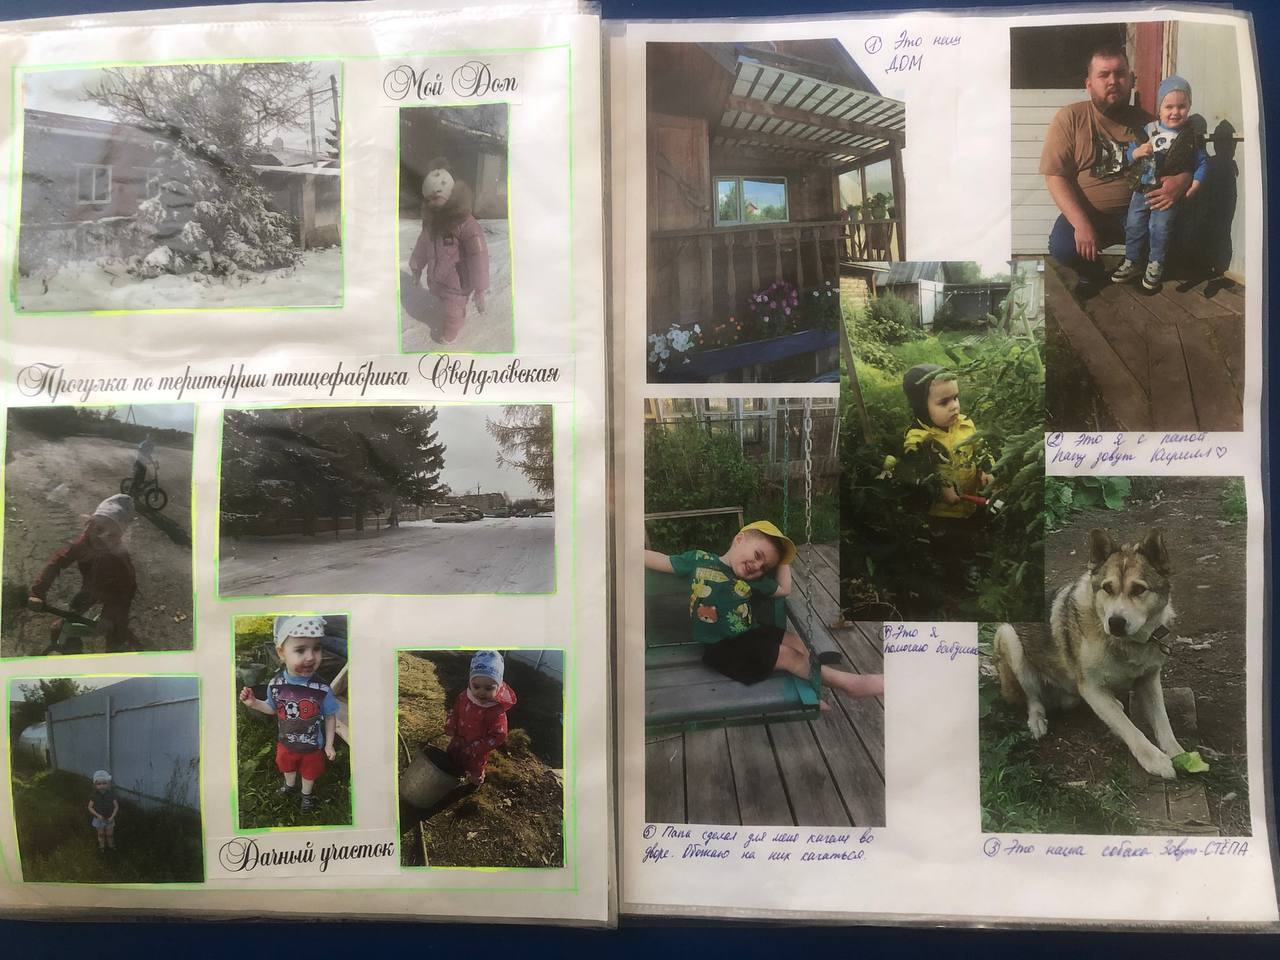 Мой Дом
Прогулка по територрии птицефабрика Свердловская
Дачный участок
① Это наш
ДОМ
② Это я с папой.
Папу зовут Кирилл♡
④ Это я
помогаю бабушке
⑤ Папа сделал для меня качели во
дворе. Обожаю на них качаться.
③ Это наша собака. Зовут-СТЁПА.